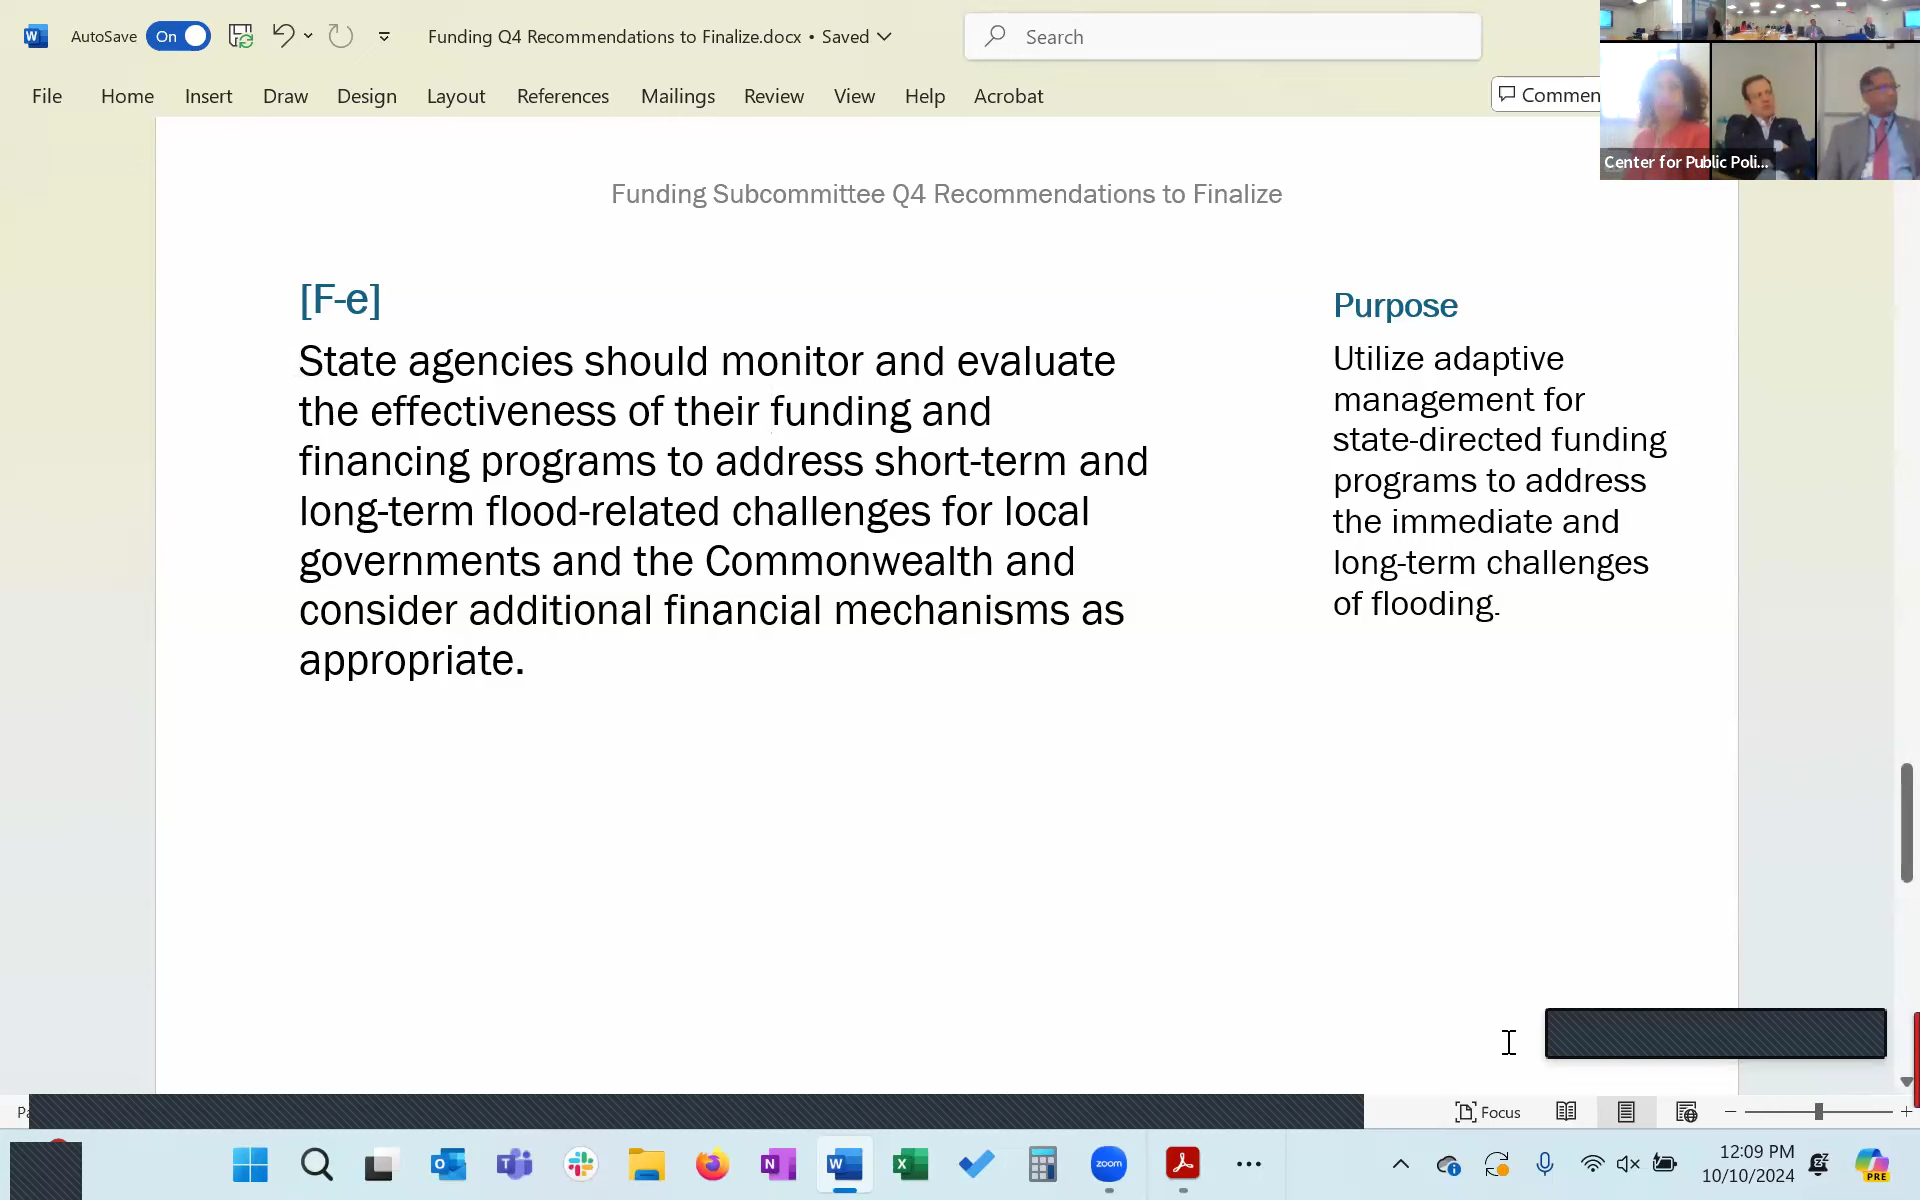 AutoSave On Funding Q4 Recommendations to Finalize.docx • Saved Search
File Home Insert Draw Design Layout References Mailings Review View Help Acrobat Commen
Center for Public Poli...
Funding Subcommittee Q4 Recommendations to Finalize
[F-e]
State agencies should monitor and evaluate
the effectiveness of their funding and
financing programs to address short-term and
long-term flood-related challenges for local
governments and the Commonwealth and
consider additional financial mechanisms as
appropriate.
Purpose
Utilize adaptive
management for
state-directed funding
programs to address
the immediate and
long-term challenges
of flooding.
Focus
zoom
12:09 PM
10/10/2024
PRE